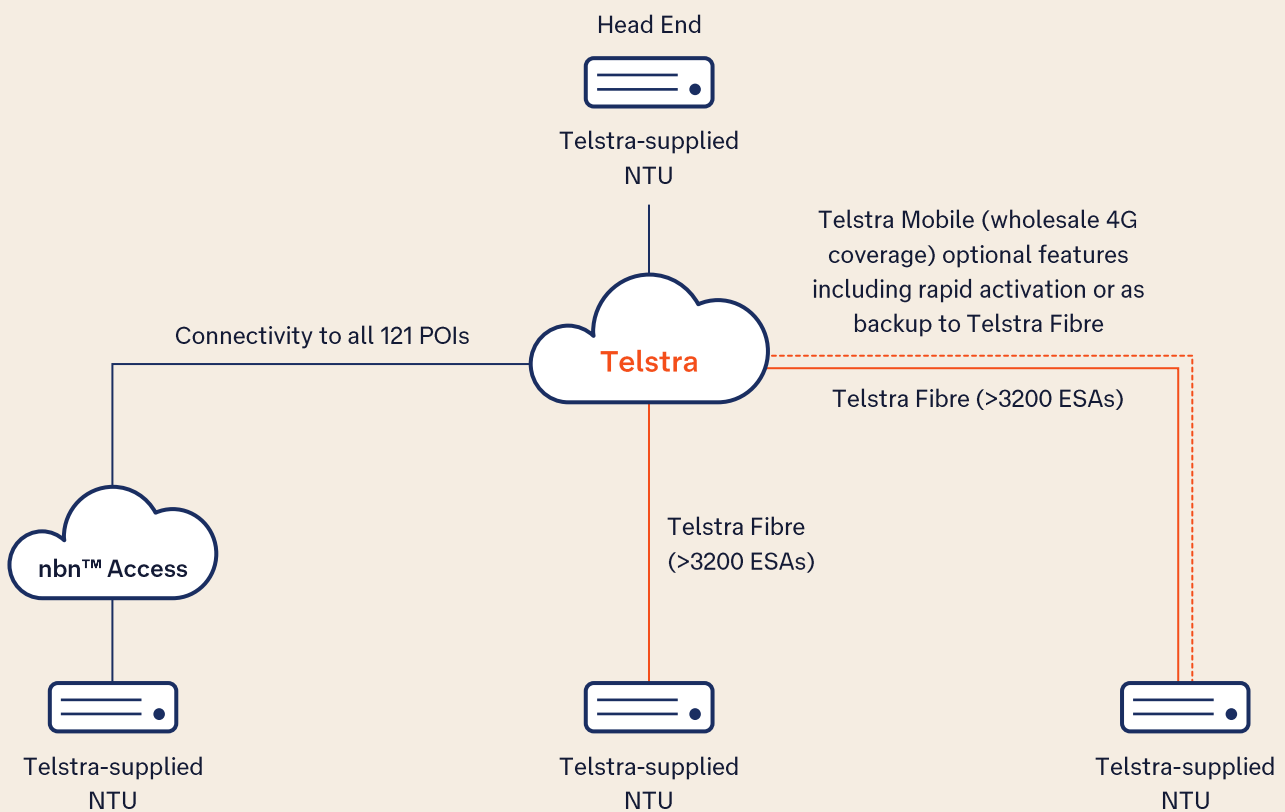 Head End
Telstra-supplied
NTU
Telstra Mobile (wholesale 4G
coverage) optional features
including rapid activation or as
backup to Telstra Fibre
Connectivity to all 121 POIs
Telstra
Telstra Fibre (>3200 ESAs)
Telstra Fibre
(>3200 ESAs)
nbn™ Access
Telstra-supplied
NTU
Telstra-supplied
NTU
Telstra-supplied
NTU